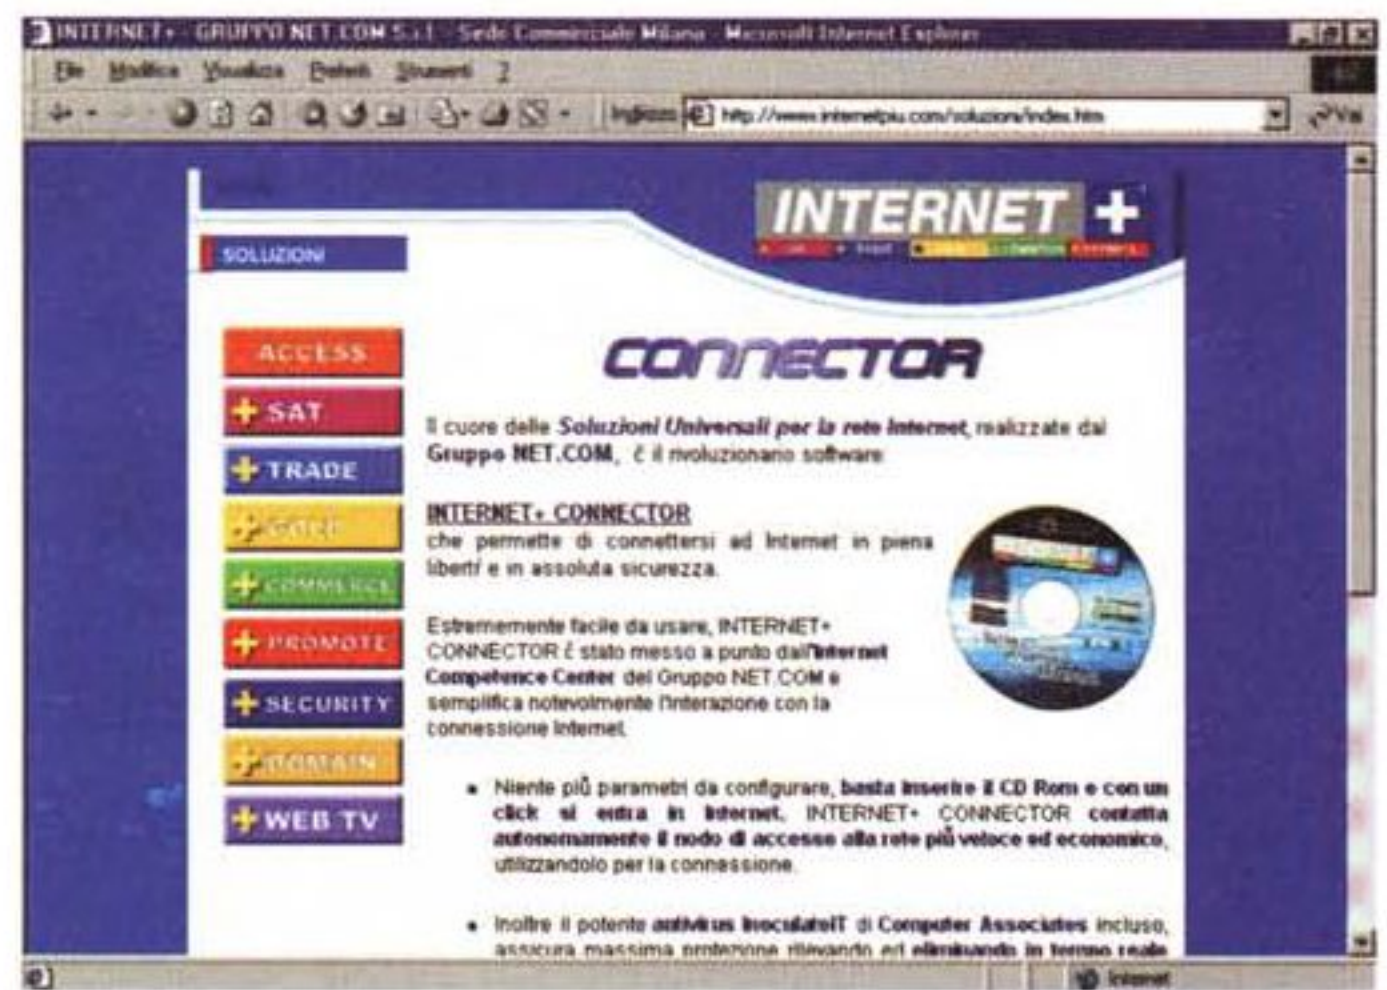 INTERNET+ - GRUPPO NET.COM S.r.l. - Sede Commerciale Milano - Microsoft Internet Explorer
File Modifica Visualizza Preferiti Strumenti ?
Indirizzo http://www.internetpiu.com/soluzioni/index.htm Vai
INTERNET +
SOLUZIONI
ACCESS
+ SAT
+ TRADE
+ GOLF
+ COMMERCE
+ PROMOTE
+ SECURITY
+ DOMAIN
+ WEB TV
CONNECTOR
Il cuore delle Soluzioni Universali per la rete Internet, realizzate dal
Gruppo NET.COM, č il rivoluzionario software:
INTERNET+ CONNECTOR
che permette di connettersi ad Internet in piena
libertŕ e in assoluta sicurezza.
Estremamente facile da usare, INTERNET+
CONNECTOR č stato messo a punto dall'Internet
Competence Center del Gruppo NET.COM e
semplifica notevolmente l'interazione con la
connessione Internet.
• Niente piů parametri da configurare, basta inserire il CD Rom e con un
click si entra in Internet. INTERNET+ CONNECTOR contatta
autonomamente il nodo di accesso alla rete piů veloce ed economico,
utilizzandolo per la connessione.
• Inoltre il potente antivirus InoculateIT di Computer Associates incluso,
assicura massima protezione rilevando ed eliminando in tempo reale
Internet